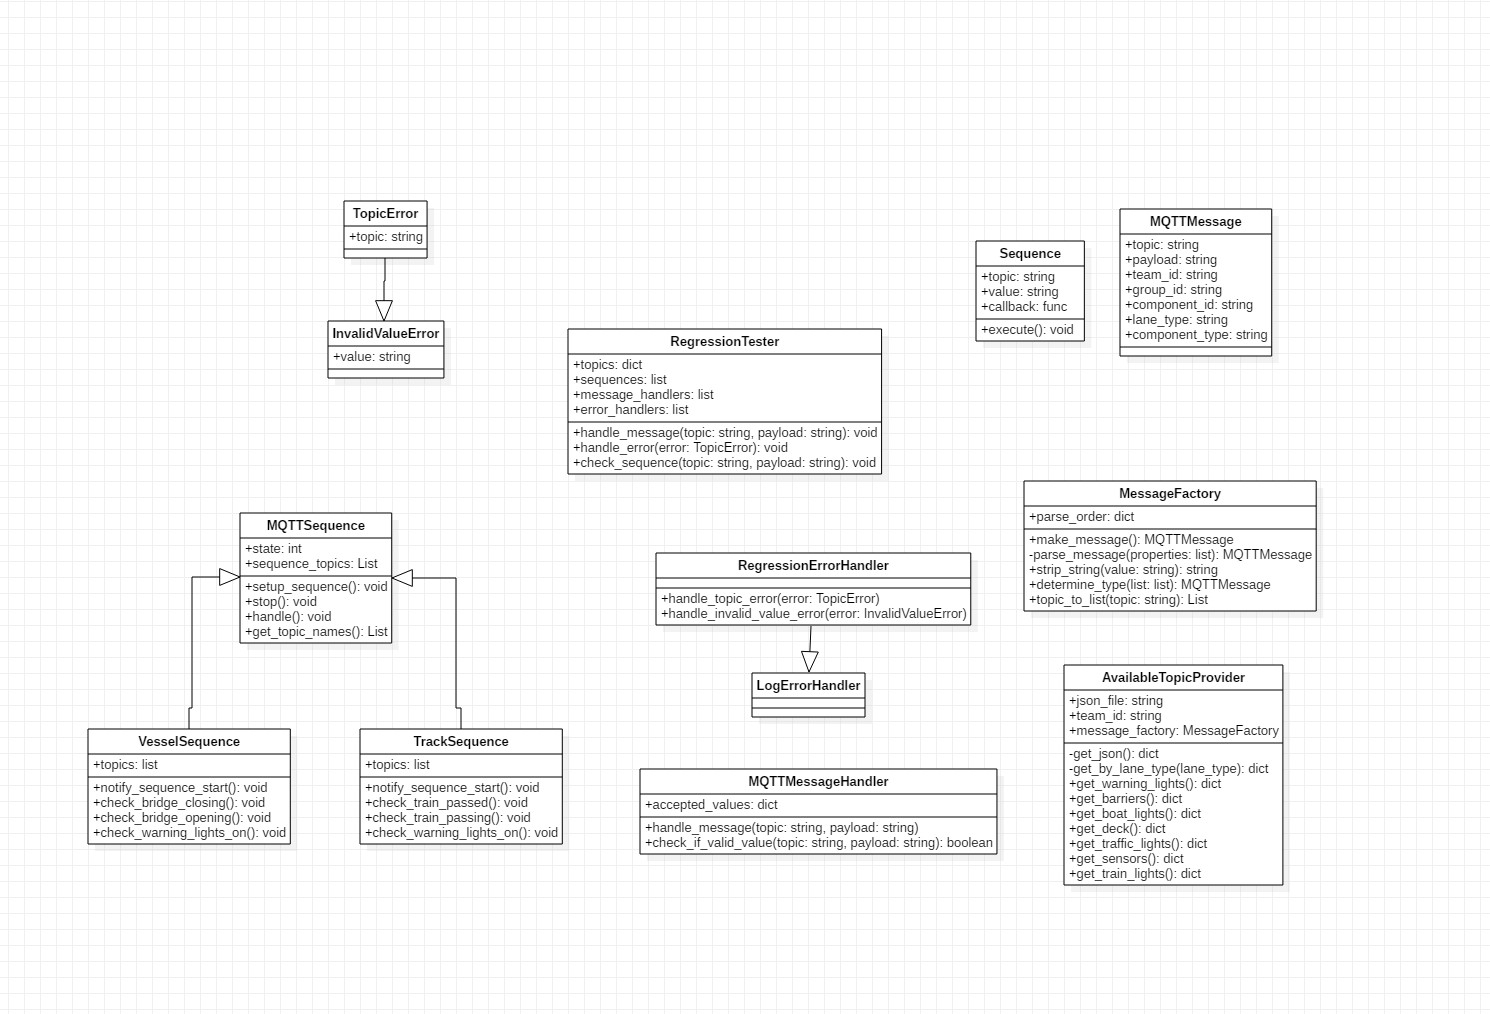 TopicError
+topic: string
InvalidValueError
+value: string
RegressionTester
+topics: dict
+sequences: list
+message_handlers: list
+error_handlers: list
+handle_message(topic: string, payload: string): void
+handle_error(error: TopicError): void
+check_sequence(topic: string, payload: string): void
Sequence
+topic: string
+value: string
+callback: func
+execute(): void
MQTTMessage
+topic: string
+payload: string
+team_id: string
+group_id: string
+component_id: string
+lane_type: string
+component_type: string
MQTTSequence
+state: int
+sequence_topics: List
+setup_sequence(): void
+stop(): void
+handle(): void
+get_topic_names(): List
VesselSequence
+topics: list
+notify_sequence_start(): void
+check_bridge_closing(): void
+check_bridge_opening(): void
+check_warning_lights_on(): void
TrackSequence
+topics: list
+notify_sequence_start(): void
+check_train_passed(): void
+check_train_passing(): void
+check_warning_lights_on(): void
RegressionErrorHandler
+handle_topic_error(error: TopicError)
+handle_invalid_value_error(error: InvalidValueError)
LogErrorHandler
MQTTMessageHandler
+accepted_values: dict
+handle_message(topic: string, payload: string)
+check_if_valid_value(topic: string, payload: string): boolean
MessageFactory
+parse_order: dict
+make_message(): MQTTMessage
-parse_message(properties: list): MQTTMessage
+strip_string(value: string): string
+determine_type(list: list): MQTTMessage
+topic_to_list(topic: string): List
AvailableTopicProvider
+json_file: string
+team_id: string
+message_factory: MessageFactory
-get_json(): dict
-get_by_lane_type(lane_type): dict
+get_warning_lights(): dict
+get_barriers(): dict
+get_boat_lights(): dict
+get_deck(): dict
+get_traffic_lights(): dict
+get_sensors(): dict
+get_train_lights(): dict